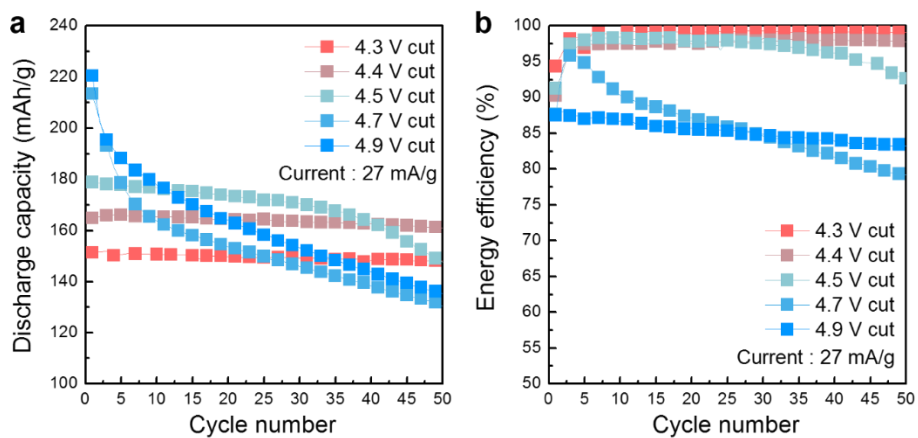 a
Discharge capacity (mAh/g)
240
220
200
180
160
140
120
100
0 5 10 15 20 25 30 35 40 45 50
Cycle number
4.3 V cut
4.4 V cut
4.5 V cut
4.7 V cut
4.9 V cut
Current : 27 mA/g
b
Energy efficiency (%)
100
95
90
85
80
75
70
65
60
55
50
0 5 10 15 20 25 30 35 40 45 50
Cycle number
4.3 V cut
4.4 V cut
4.5 V cut
4.7 V cut
4.9 V cut
Current : 27 mA/g